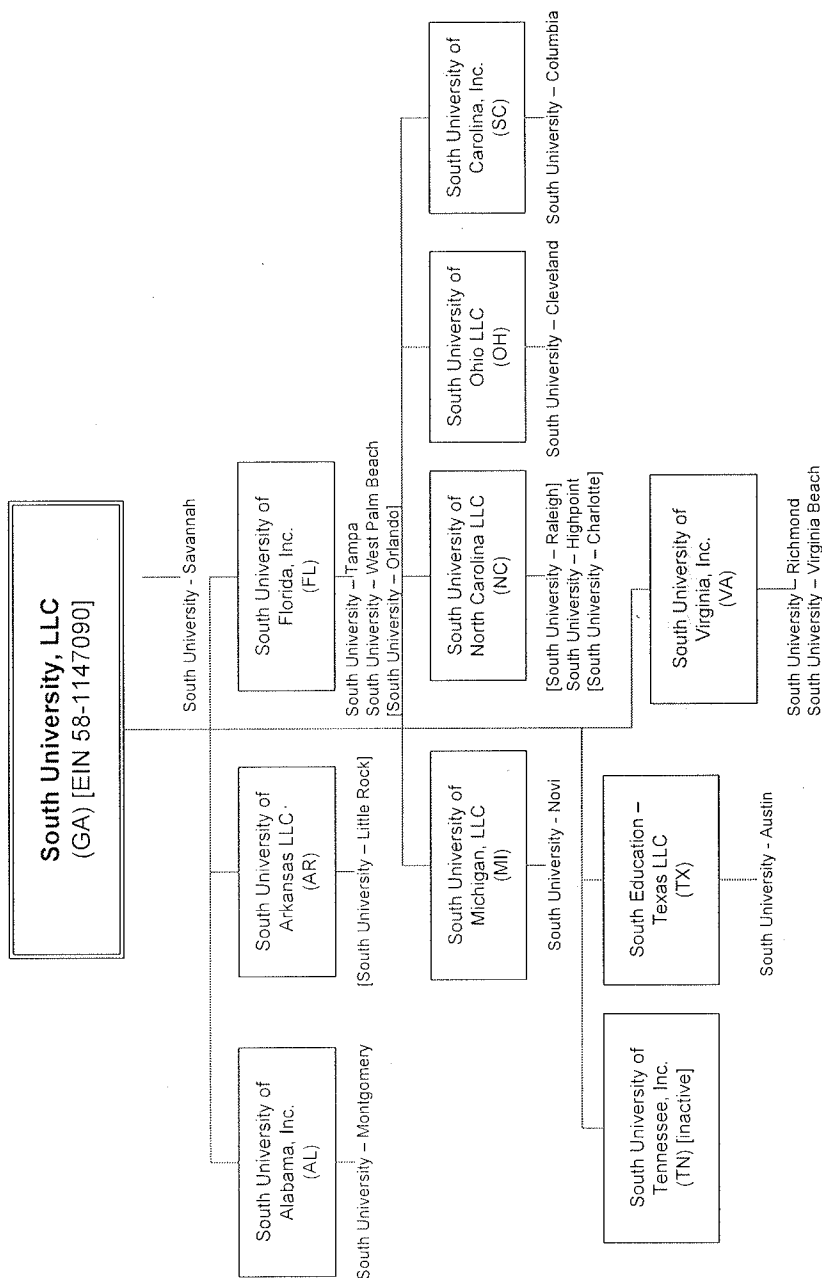 South University, LLC
(GA) [EIN 58-1147090]
South University - Savannah
South University of
Alabama, Inc.
(AL)
South University – Montgomery
South University of
Arkansas LLC
(AR)
[South University – Little Rock]
South University of
Florida, Inc.
(FL)
South University – Tampa
South University – West Palm Beach
[South University – Orlando]
South University of
Michigan, LLC
(MI)
South University - Novi
South University of
North Carolina LLC
(NC)
[South University – Raleigh]
South University – Highpoint
[South University – Charlotte]
South University of
Ohio LLC
(OH)
South University – Cleveland
South University of
Carolina, Inc.
(SC)
South University – Columbia
South University of
Tennessee, Inc.
(TN) [inactive]
South Education –
Texas LLC
(TX)
South University - Austin
South University of
Virginia, Inc.
(VA)
South University – Richmond
South University – Virginia Beach